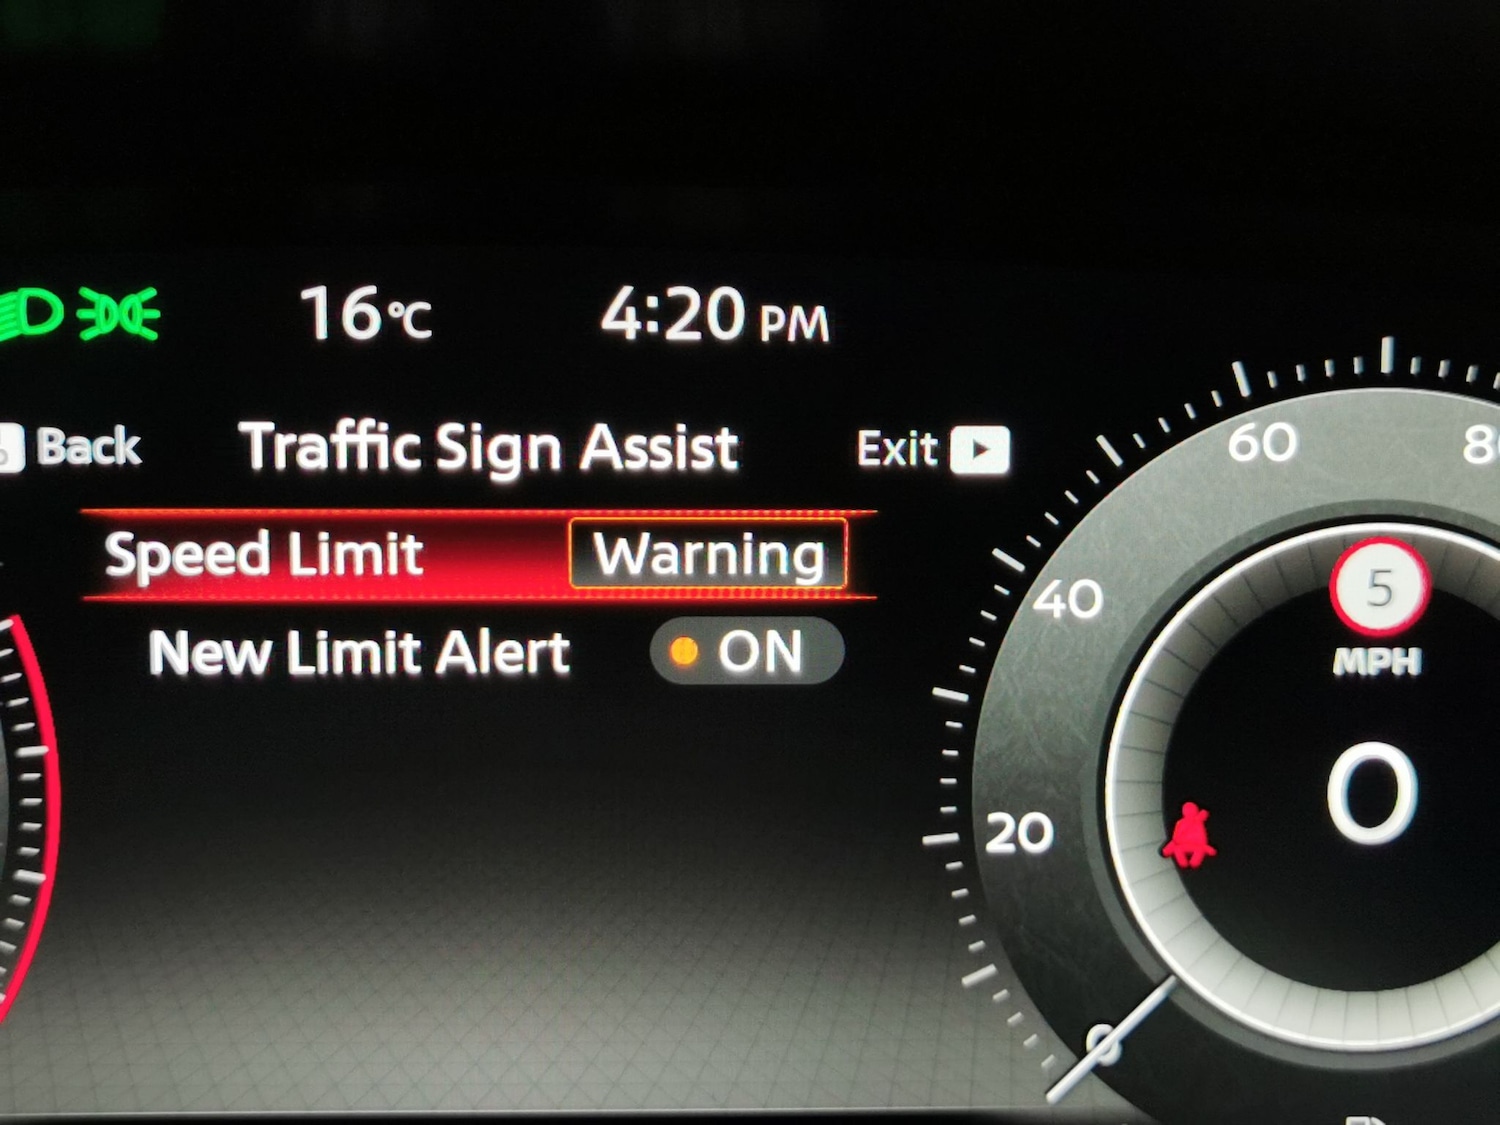 16°C 4:20 PM
Back Traffic Sign Assist Exit
Speed Limit Warning
New Limit Alert ON
60
40
20
0
5
MPH
0